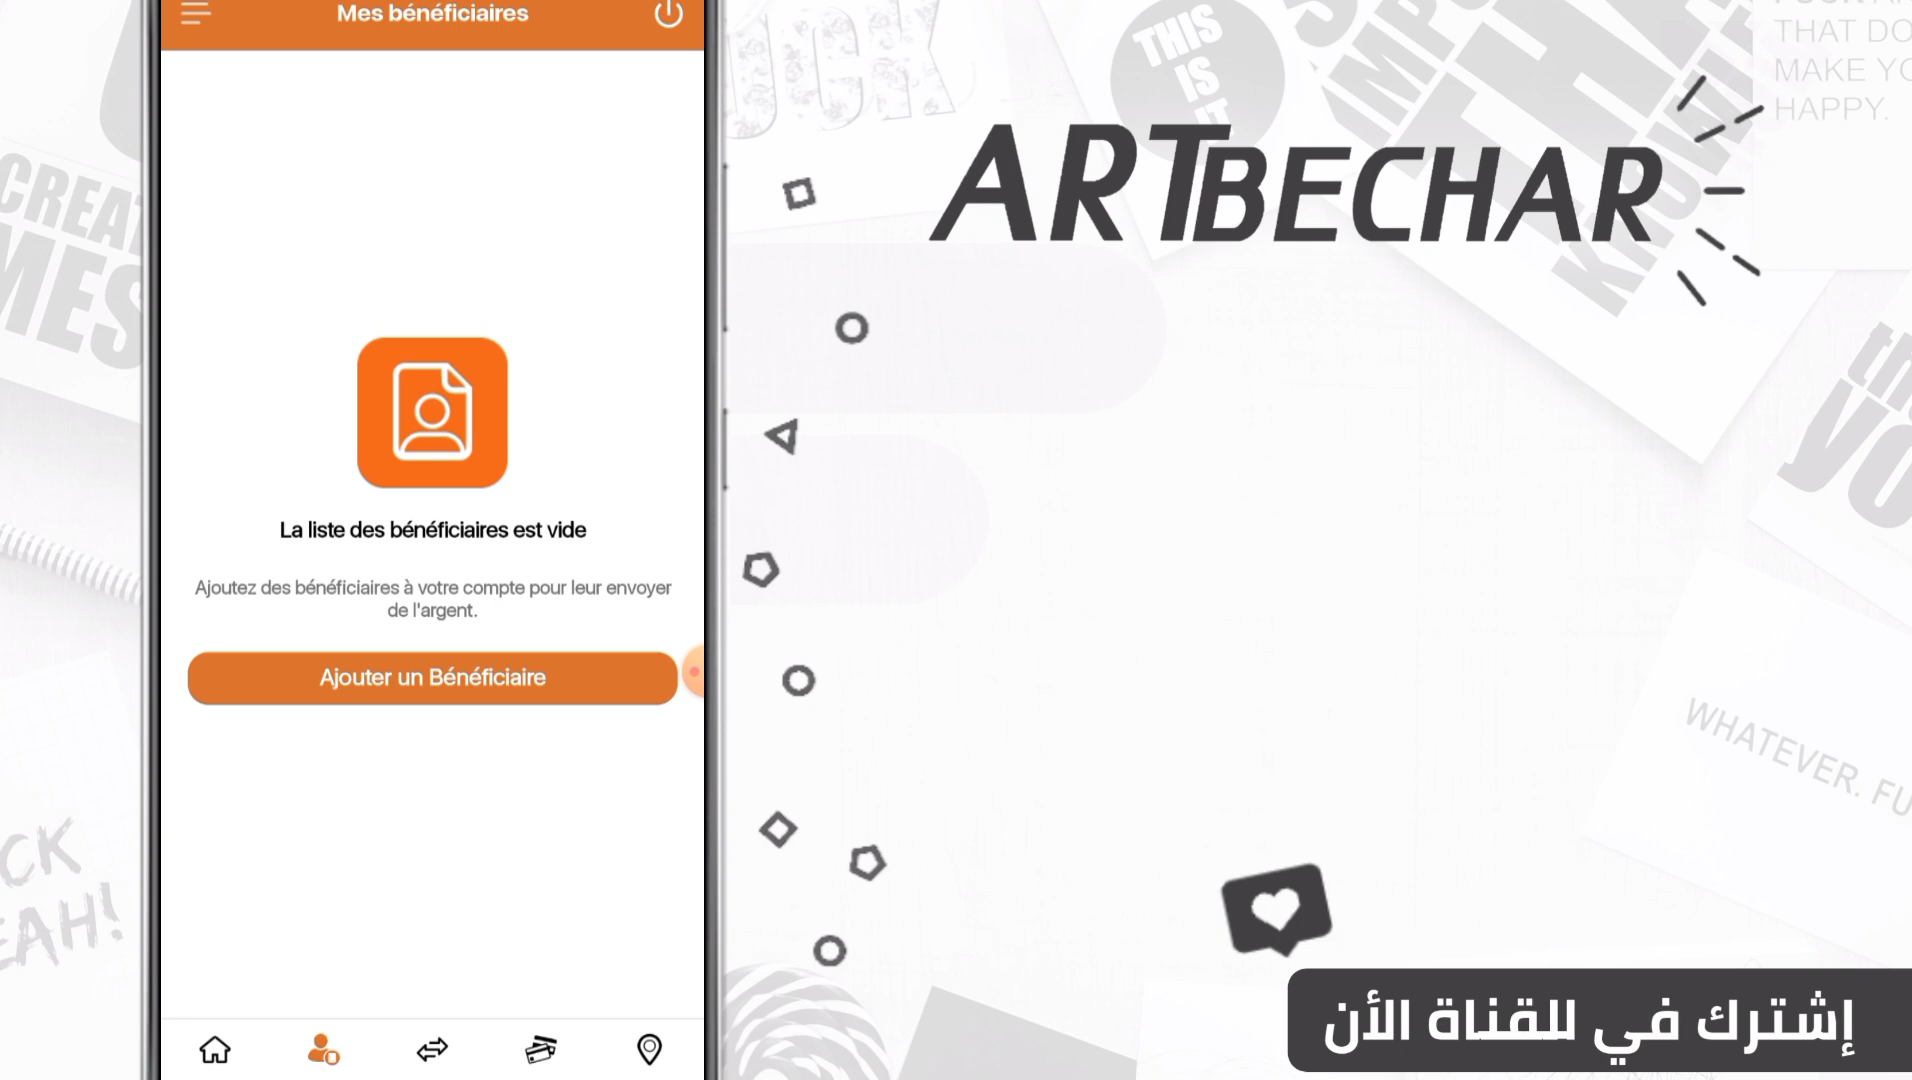 Mes bénéficiaires
La liste des bénéficiaires est vide
Ajoutez des bénéficiaires à votre compte pour leur envoyer
de l'argent.
Ajouter un Bénéficiaire
ARTBECHAR
THIS
IS
IT
THAT DO
MAKE YO
HAPPY.
WHATEVER. FU
إشترك في للقناة الأن